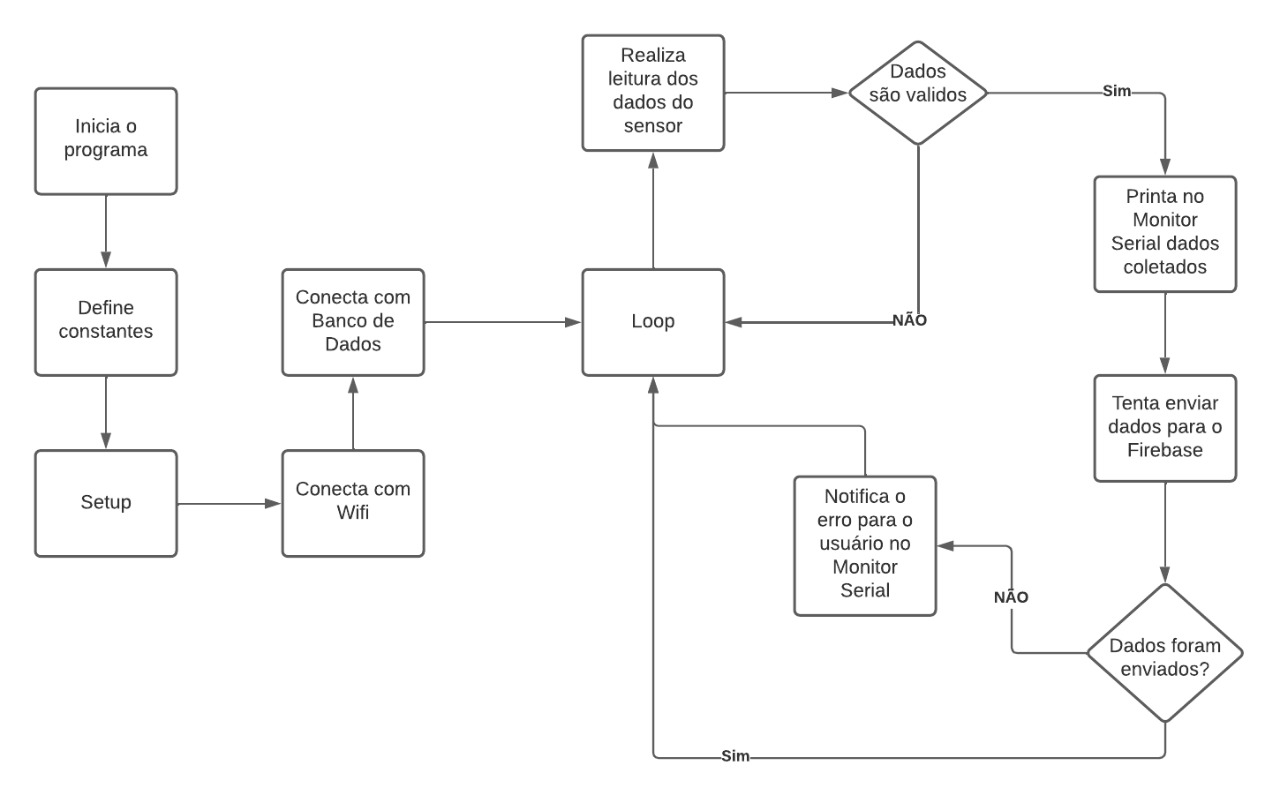 Inicia o
programa
Define
constantes
Setup
Conecta com
Wifi
Conecta com
Banco de
Dados
Loop
Realiza
leitura dos
dados do
sensor
Dados
são validos
NÃO
Sim
Printa no
Monitor
Serial dados
coletados
Tenta enviar
dados para o
Firebase
Dados foram
enviados?
NÃO
Notifica o
erro para o
usuário no
Monitor
Serial
Sim